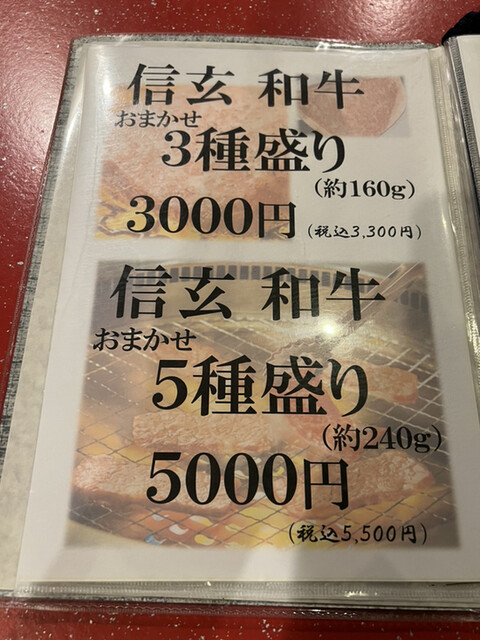 信玄 和牛
おまかせ
3種盛り
(約160g)
3000円 (税込3,300円)
信玄 和牛
おまかせ
5種盛り
(約240g)
5000円
(税込5,500円)